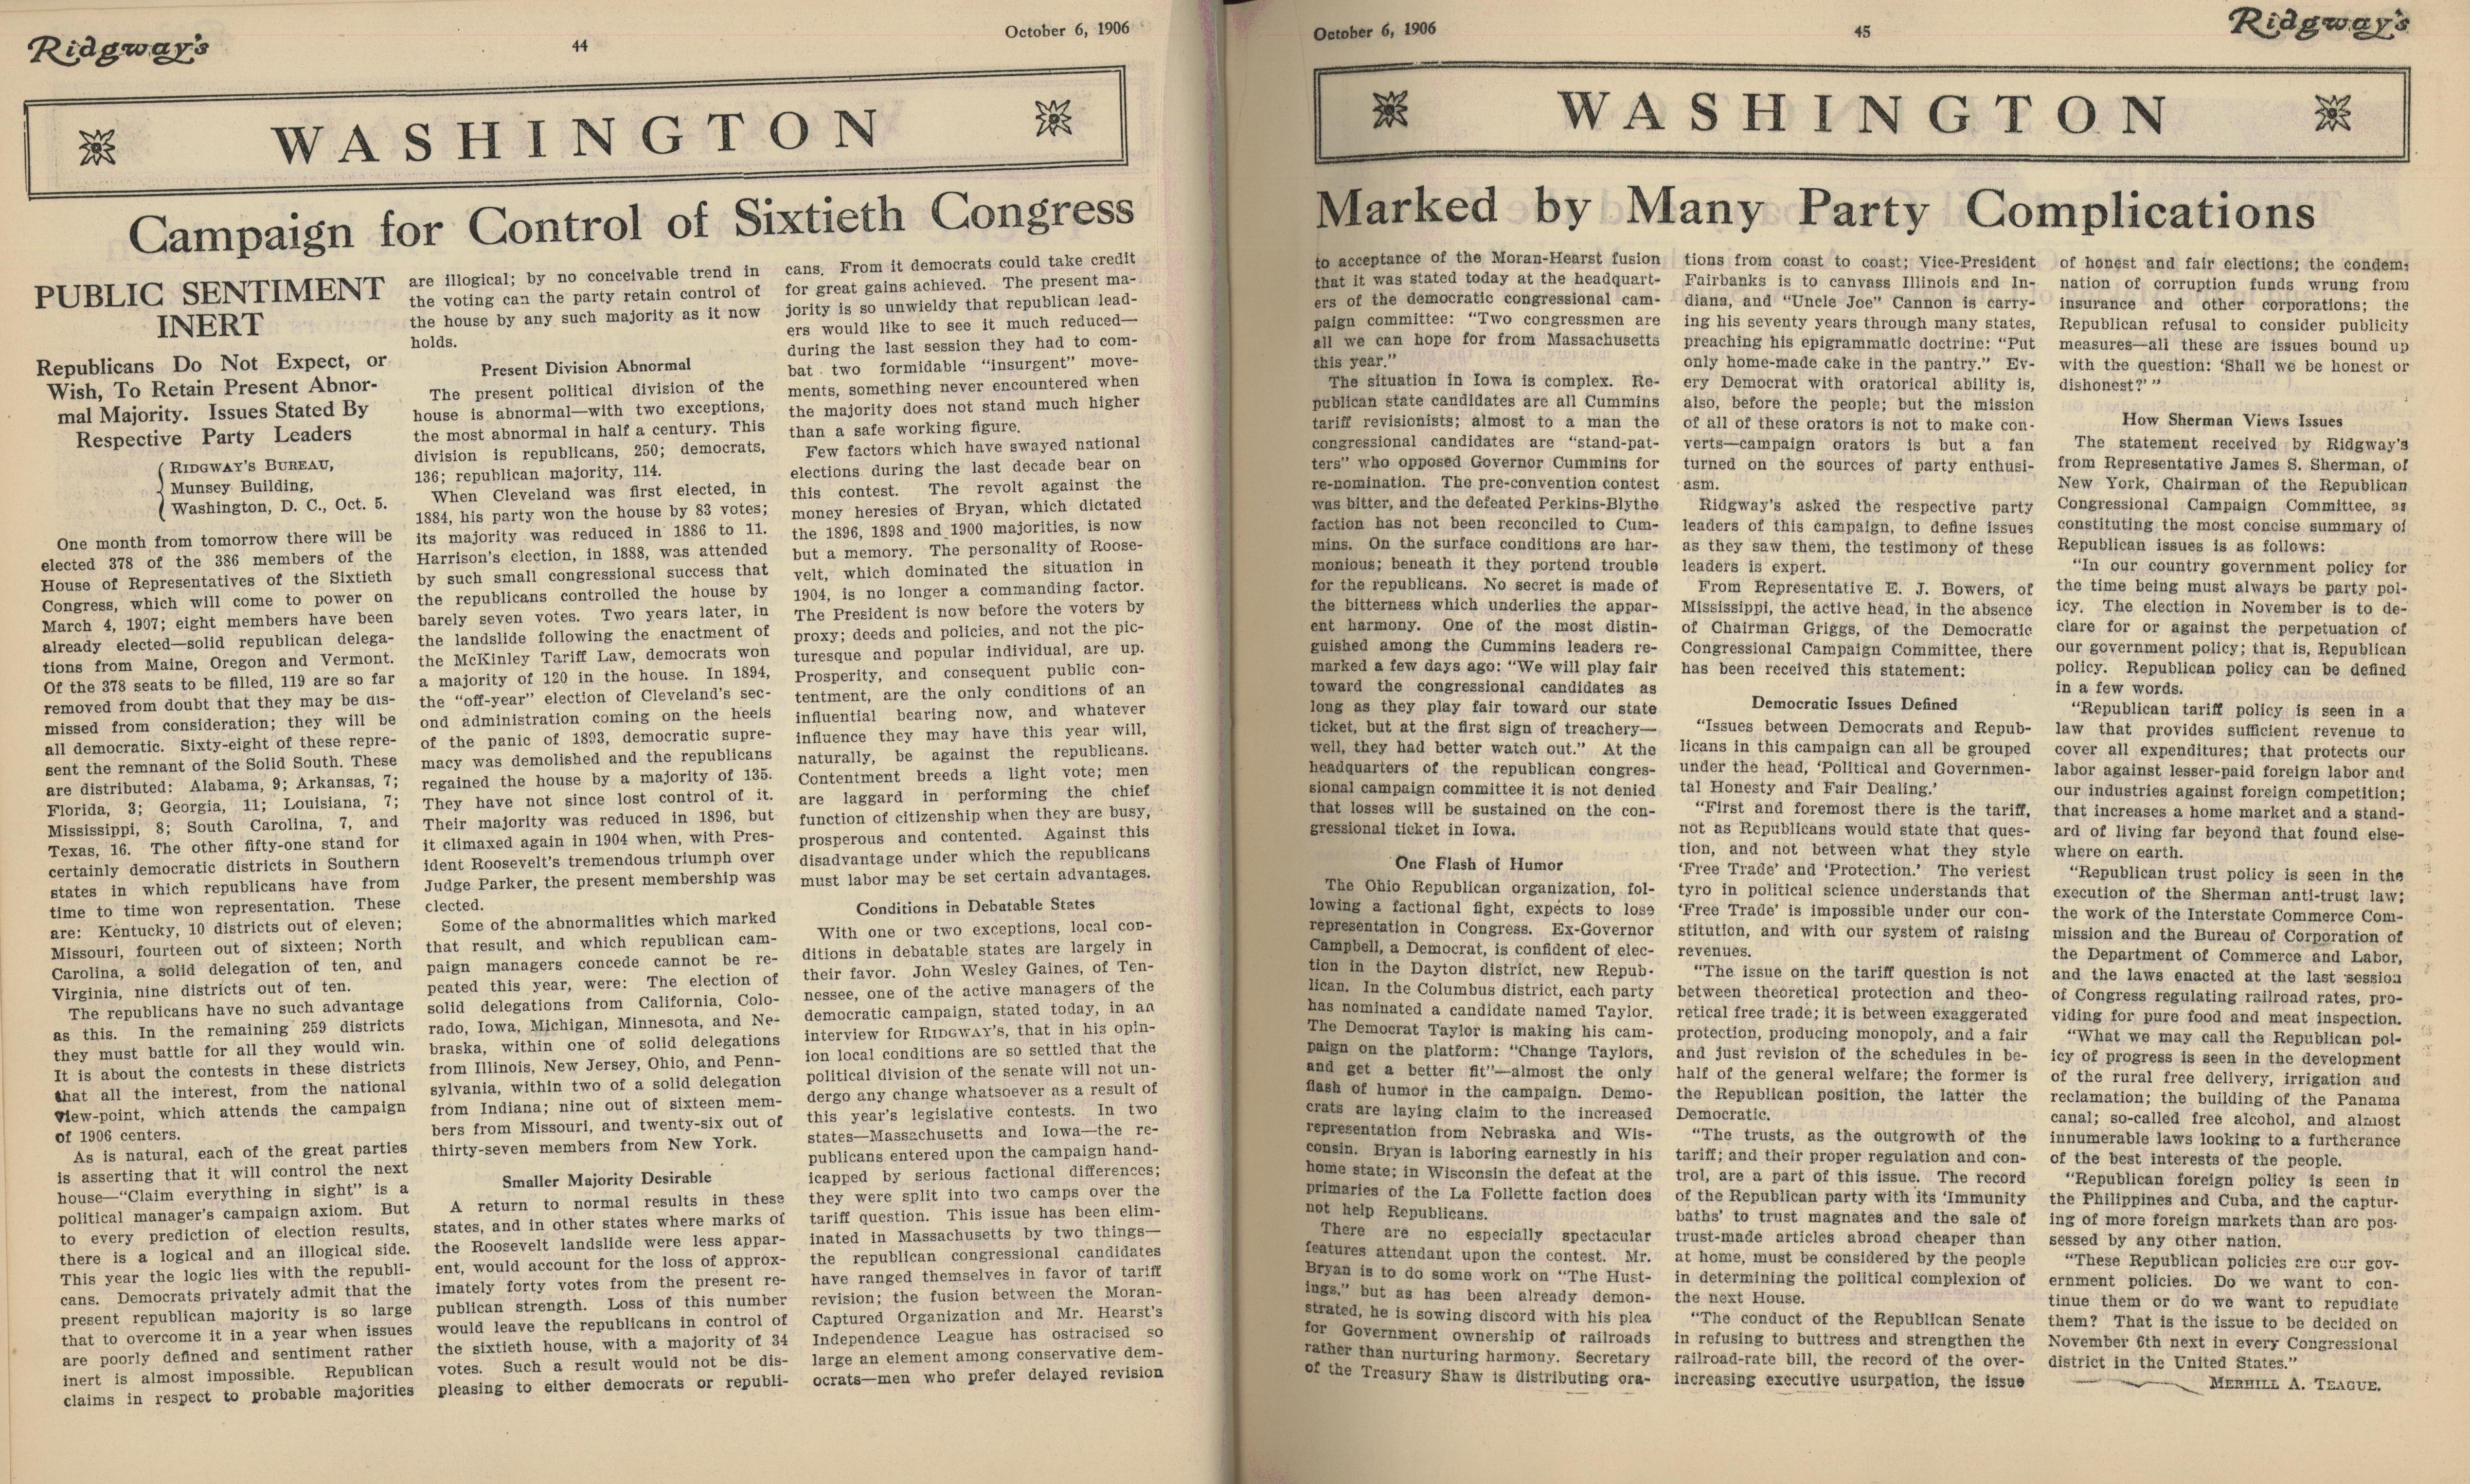 Ridgway's
44
October 6, 1906
WASHINGTON
Campaign for Control of Sixtieth Congress
PUBLIC SENTIMENT
INERT
Republicans Do Not Expect, or
Wish, To Retain Present Abnor-
mal Majority. Issues Stated By
Respective Party Leaders
RIDGWAY'S BUREAU,
Munsey Building,
Washington, D. C., Oct. 5.
One month from tomorrow there will be
elected 378 of the 386 members of the
House of Representatives of the Sixtieth
Congress, which will come to power on
March 4, 1907; eight members have been
already elected—solid republican delega-
tions from Maine, Oregon and Vermont.
Of the 378 seats to be filled, 119 are so far
removed from doubt that they may be dis-
missed from consideration; they will be
all democratic. Sixty-eight of these repre-
sent the remnant of the Solid South. These
are distributed: Alabama, 9; Arkansas, 7;
Florida, 3; Georgia, 11; Louisiana, 7;
Mississippi, 8; South Carolina, 7, and
Texas, 16. The other fifty-one stand for
certainly democratic districts in Southern
states in which republicans have from
time to time won representation. These
are: Kentucky, 10 districts out of eleven;
Missouri, fourteen out of sixteen; North
Carolina, a solid delegation of ten, and
Virginia, nine districts out of ten.
The republicans have no such advantage
as this. In the remaining 259 districts
they must battle for all they would win.
It is about the contests in these districts
that all the interest, from the national
view-point, which attends the campaign
of 1906 centers.
As is natural, each of the great parties
is asserting that it will control the next
house—"Claim everything in sight" is a
political manager's campaign axiom. But
to every prediction of election results,
there is a logical and an illogical side.
This year the logic lies with the republi-
cans. Democrats privately admit that the
present republican majority is so large
that to overcome it in a year when issues
are poorly defined and sentiment rather
inert is almost impossible. Republican
claims in respect to probable majorities
are illogical; by no conceivable trend in
the voting can the party retain control of
the house by any such majority as it now
holds.
Present Division Abnormal
The present political division of the
house is abnormal—with two exceptions,
the most abnormal in half a century. This
division is republicans, 250; democrats,
136; republican majority, 114.
When Cleveland was first elected, in
1884, his party won the house by 83 votes;
its majority was reduced in 1886 to 11.
Harrison's election, in 1888, was attended
by such small congressional success that
the republicans controlled the house by
barely seven votes. Two years later, in
the landslide following the enactment of
the McKinley Tariff Law, democrats won
a majority of 120 in the house. In 1894,
the "off-year" election of Cleveland's sec-
ond administration coming on the heels
of the panic of 1893, democratic supre-
macy was demolished and the republicans
regained the house by a majority of 135.
They have not since lost control of it.
Their majority was reduced in 1896, but
it climaxed again in 1904 when, with Pres-
ident Roosevelt's tremendous triumph over
Judge Parker, the present membership was
elected.
Some of the abnormalities which marked
that result, and which republican cam-
paign managers concede cannot be re-
peated this year, were: The election of
solid delegations from California, Colo-
rado, Iowa, Michigan, Minnesota, and Ne-
braska, within one of solid delegations
from Illinois, New Jersey, Ohio, and Penn-
sylvania, within two of a solid delegation
from Indiana; nine out of sixteen mem-
bers from Missouri, and twenty-six out of
thirty-seven members from New York.
Smaller Majority Desirable
A return to normal results in these
states, and in other states where marks of
the Roosevelt landslide were less appar-
ent, would account for the loss of approx-
imately forty votes from the present re-
publican strength. Loss of this number
would leave the republicans in control of
the sixtieth house, with a majority of 34
votes. Such a result would not be dis-
pleasing to either democrats or republi-
cans. From it democrats could take credit
for great gains achieved. The present ma-
jority is so unwieldy that republican lead-
ers would like to see it much reduced—
during the last session they had to com-
bat two formidable "insurgent" move-
ments, something never encountered when
the majority does not stand much higher
than a safe working figure.
Few factors which have swayed national
elections during the last decade bear on
this contest. The revolt against the
money heresies of Bryan, which dictated
the 1896, 1898 and 1900 majorities, is now
but a memory. The personality of Roose-
velt, which dominated the situation in
1904, is no longer a commanding factor.
The President is now before the voters by
proxy; deeds and policies, and not the pic-
turesque and popular individual, are up.
Prosperity, and consequent public con-
tentment, are the only conditions of an
influential bearing now, and whatever
influence they may have this year will,
naturally, be against the republicans.
Contentment breeds a light vote; men
are laggard in performing the chief
function of citizenship when they are busy,
prosperous and contented. Against this
disadvantage under which the republicans
must labor may be set certain advantages.
Conditions in Debatable States
With one or two exceptions, local con-
ditions in debatable states are largely in
their favor. John Wesley Gaines, of Ten-
nessee, one of the active managers of the
democratic campaign, stated today, in an
interview for RIDGWAY'S, that in his opin-
ion local conditions are so settled that the
political division of the senate will not un-
dergo any change whatsoever as a result of
this year's legislative contests. In two
states—Massachusetts and Iowa—the re-
publicans entered upon the campaign hand-
icapped by serious factional differences;
they were split into two camps over the
tariff question. This issue has been elim-
inated in Massachusetts by two things—
the republican congressional candidates
have ranged themselves in favor of tariff
revision; the fusion between the Moran-
Captured Organization and Mr. Hearst's
Independence League has ostracised so
large an element among conservative dem-
ocrats—men who prefer delayed revision
October 6, 1906
45
Ridgway's
WASHINGTON
Marked by Many Party Complications
to acceptance of the Moran-Hearst fusion
that it was stated today at the headquart-
ers of the democratic congressional cam-
paign committee: "Two congressmen are
all we can hope for from Massachusetts
this year."
The situation in Iowa is complex. Re-
publican state candidates are all Cummins
tariff revisionists; almost to a man the
congressional candidates are "stand-pat-
ters" who opposed Governor Cummins for
re-nomination. The pre-convention contest
was bitter, and the defeated Perkins-Blythe
faction has not been reconciled to Cum-
mins. On the surface conditions are har-
monious; beneath it they portend trouble
for the republicans. No secret is made of
the bitterness which underlies the appar-
ent harmony. One of the most distin-
guished among the Cummins leaders re-
marked a few days ago: "We will play fair
toward the congressional candidates as
long as they play fair toward our state
ticket, but at the first sign of treachery—
well, they had better watch out." At the
headquarters of the republican congres-
sional campaign committee it is not denied
that losses will be sustained on the con-
gressional ticket in Iowa.
One Flash of Humor
The Ohio Republican organization, fol-
lowing a factional fight, expects to lose
representation in Congress. Ex-Governor
Campbell, a Democrat, is confident of elec-
tion in the Dayton district, new Repub-
lican. In the Columbus district, each party
has nominated a candidate named Taylor.
The Democrat Taylor is making his cam-
paign on the platform: "Change Taylors,
and get a better fit"—almost the only
flash of humor in the campaign. Demo-
crats are laying claim to the increased
representation from Nebraska and Wis-
consin. Bryan is laboring earnestly in his
home state; in Wisconsin the defeat at the
primaries of the La Follette faction does
not help Republicans.
There are no especially spectacular
features attendant upon the contest. Mr.
Bryan is to do some work on "The Hust-
ings," but as has been already demon-
strated, he is sowing discord with his plea
for Government ownership of railroads
rather than nurturing harmony. Secretary
of the Treasury Shaw is distributing ora-
tions from coast to coast; Vice-President
Fairbanks is to canvass Illinois and In-
diana, and "Uncle Joe" Cannon is carry-
ing his seventy years through many states,
preaching his epigrammatic doctrine: "Put
only home-made cake in the pantry." Ev-
ery Democrat with oratorical ability is,
also, before the people; but the mission
of all of these orators is not to make con-
verts—campaign orators is but a fan
turned on the sources of party enthusi-
asm.
Ridgway's asked the respective party
leaders of this campaign, to define issues
as they saw them, the testimony of these
leaders is expert.
From Representative E. J. Bowers, of
Mississippi, the active head, in the absence
of Chairman Griggs, of the Democratic
Congressional Campaign Committee, there
has been received this statement:
Democratic Issues Defined
"Issues between Democrats and Repub-
licans in this campaign can all be grouped
under the head, 'Political and Governmen-
tal Honesty and Fair Dealing.'
"First and foremost there is the tariff,
not as Republicans would state that ques-
tion, and not between what they style
'Free Trade' and 'Protection.' The veriest
tyro in political science understands that
'Free Trade' is impossible under our con-
stitution, and with our system of raising
revenues.
"The issue on the tariff question is not
between theoretical protection and theo-
retical free trade; it is between exaggerated
protection, producing monopoly, and a fair
and just revision of the schedules in be-
half of the general welfare; the former is
the Republican position, the latter the
Democratic.
"The trusts, as the outgrowth of the
tariff; and their proper regulation and con-
trol, are a part of this issue. The record
of the Republican party with its 'Immunity
baths' to trust magnates and the sale of
trust-made articles abroad cheaper than
at home, must be considered by the people
in determining the political complexion of
the next House.
"The conduct of the Republican Senate
in refusing to buttress and strengthen the
railroad-rate bill, the record of the over-
increasing executive usurpation, the issue
of honest and fair elections; the condem-
nation of corruption funds wrung from
insurance and other corporations; the
Republican refusal to consider publicity
measures—all these are issues bound up
with the question: 'Shall we be honest or
dishonest?' "
How Sherman Views Issues
The statement received by Ridgway's
from Representative James S. Sherman, of
New York, Chairman of the Republican
Congressional Campaign Committee, as
constituting the most concise summary of
Republican issues is as follows:
"In our country government policy for
the time being must always be party pol-
icy. The election in November is to de-
clare for or against the perpetuation of
our government policy; that is, Republican
policy. Republican policy can be defined
in a few words.
"Republican tariff policy is seen in a
law that provides sufficient revenue to
cover all expenditures; that protects our
labor against lesser-paid foreign labor and
our industries against foreign competition;
that increases a home market and a stand-
ard of living far beyond that found else-
where on earth.
"Republican trust policy is seen in the
execution of the Sherman anti-trust law;
the work of the Interstate Commerce Com-
mission and the Bureau of Corporation of
the Department of Commerce and Labor,
and the laws enacted at the last session
of Congress regulating railroad rates, pro-
viding for pure food and meat inspection.
"What we may call the Republican pol-
icy of progress is seen in the development
of the rural free delivery, irrigation and
reclamation; the building of the Panama
canal; so-called free alcohol, and almost
innumerable laws looking to a furtherance
of the best interests of the people.
"Republican foreign policy is seen in
the Philippines and Cuba, and the captur-
ing of more foreign markets than are pos-
sessed by any other nation.
"These Republican policies are our gov-
ernment policies. Do we want to con-
tinue them or do we want to repudiate
them? That is the issue to be decided on
November 6th next in every Congressional
district in the United States."
MERHILL A. TEAGUE.